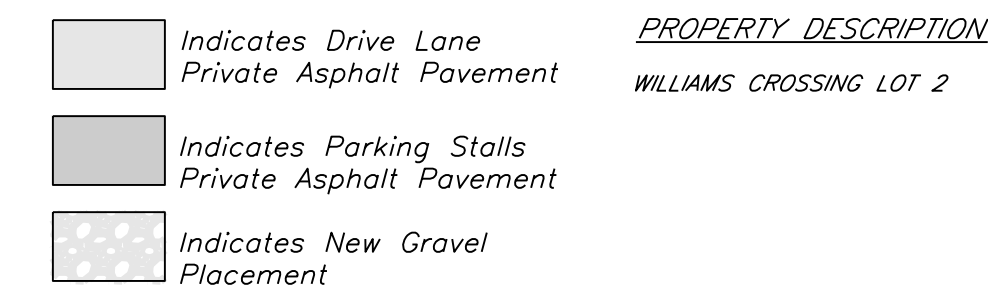 Indicates Drive Lane
Private Asphalt Pavement
Indicates Parking Stalls
Private Asphalt Pavement
Indicates New Gravel
Placement
PROPERTY DESCRIPTION
WILLIAMS CROSSING LOT 2